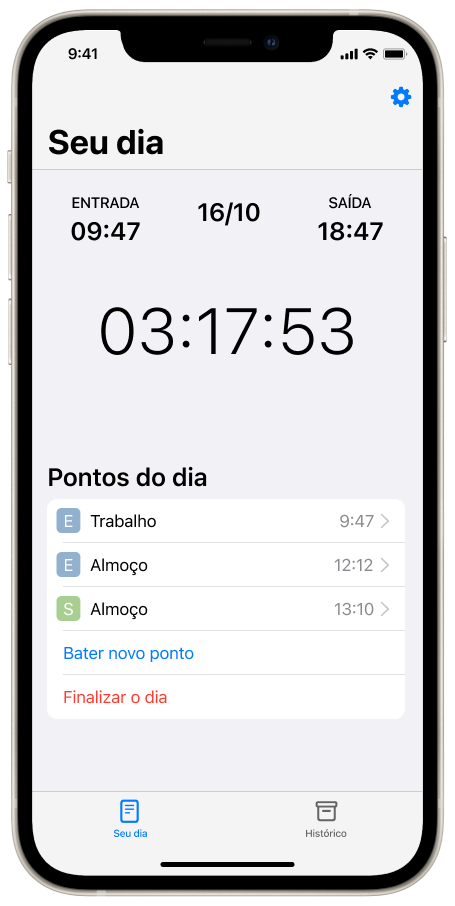 9:41
Seu dia
ENTRADA 16/10 SAÍDA
09:47 18:47
03:17:53
Pontos do dia
E Trabalho 9:47
E Almoço 12:12
S Almoço 13:10
Bater novo ponto
Finalizar o dia
Seu dia Histórico